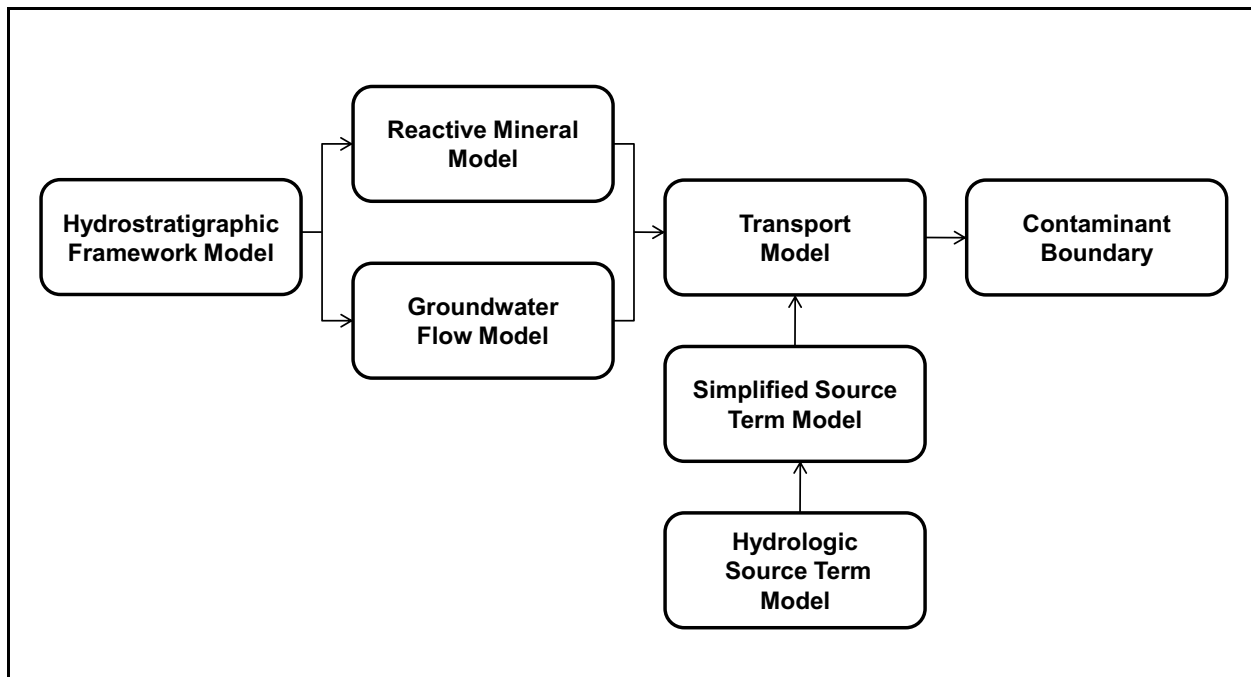 Reactive Mineral
Model
Hydrostratigraphic
Framework Model
Groundwater
Flow Model
Transport
Model
Contaminant
Boundary
Simplified Source
Term Model
Hydrologic
Source Term
Model